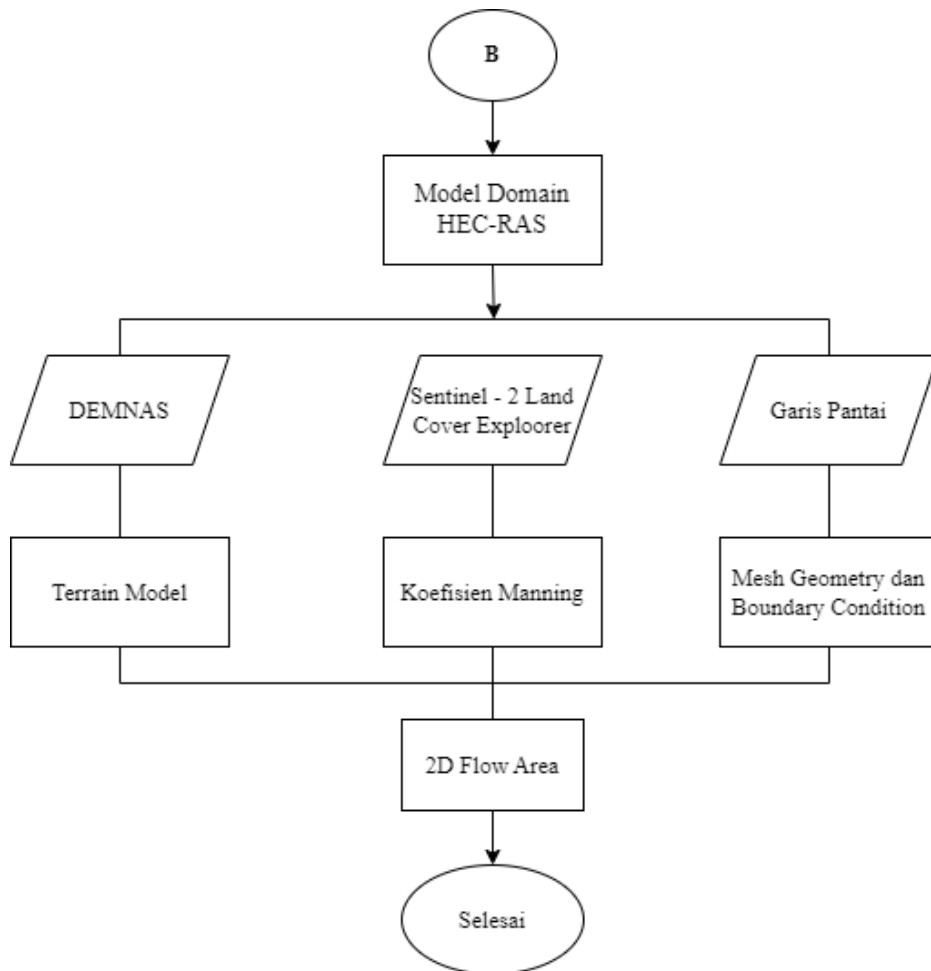 B
Model Domain
HEC-RAS
DEMNAS
Sentinel - 2 Land
Cover Exploorer
Garis Pantai
Terrain Model
Koefisien Manning
Mesh Geometry dan
Boundary Condition
2D Flow Area
Selesai